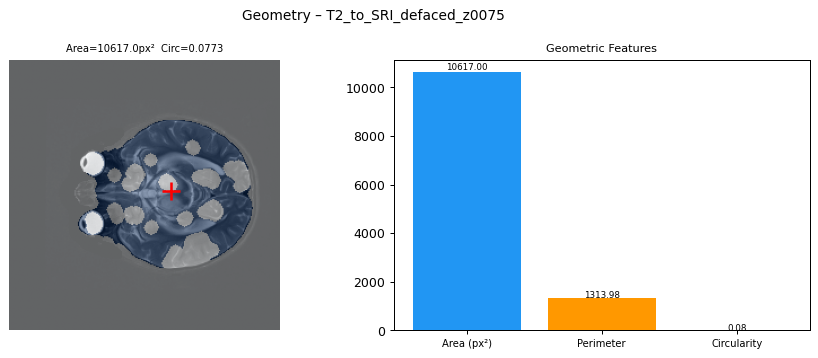 Geometry – T2_to_SRI_defaced_z0075
Area=10617.0px²  Circ=0.0773
Geometric Features
10617.00
1313.98
0.08
10000
8000
6000
4000
2000
0
Area (px²)
Perimeter
Circularity